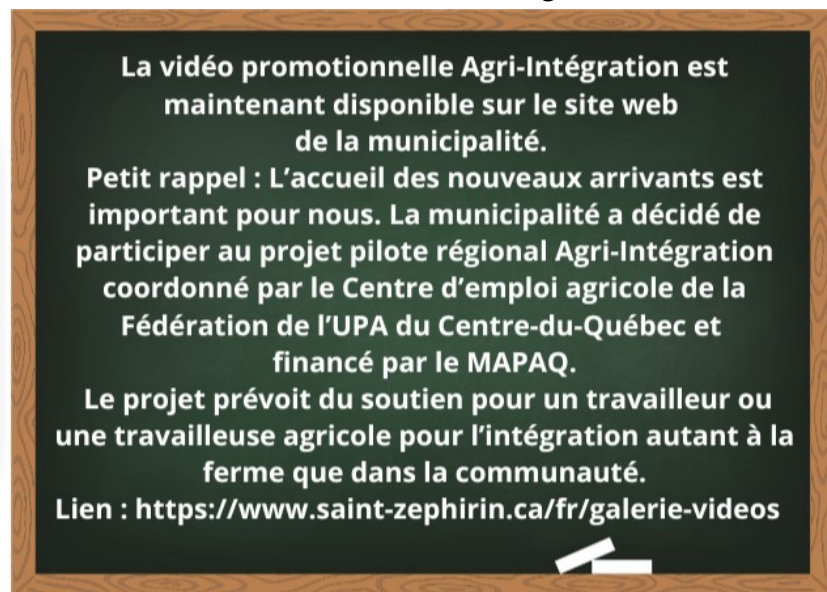 La vidéo promotionnelle Agri-Intégration est
maintenant disponible sur le site web
de la municipalité.
Petit rappel : L’accueil des nouveaux arrivants est
important pour nous. La municipalité a décidé de
participer au projet pilote régional Agri-Intégration
coordonné par le Centre d’emploi agricole de la
Fédération de l’UPA du Centre-du-Québec et
financé par le MAPAQ.
Le projet prévoit du soutien pour un travailleur ou
une travailleuse agricole pour l’intégration autant à la
ferme que dans la communauté.
Lien : https://www.saint-zephirin.ca/fr/galerie-videos